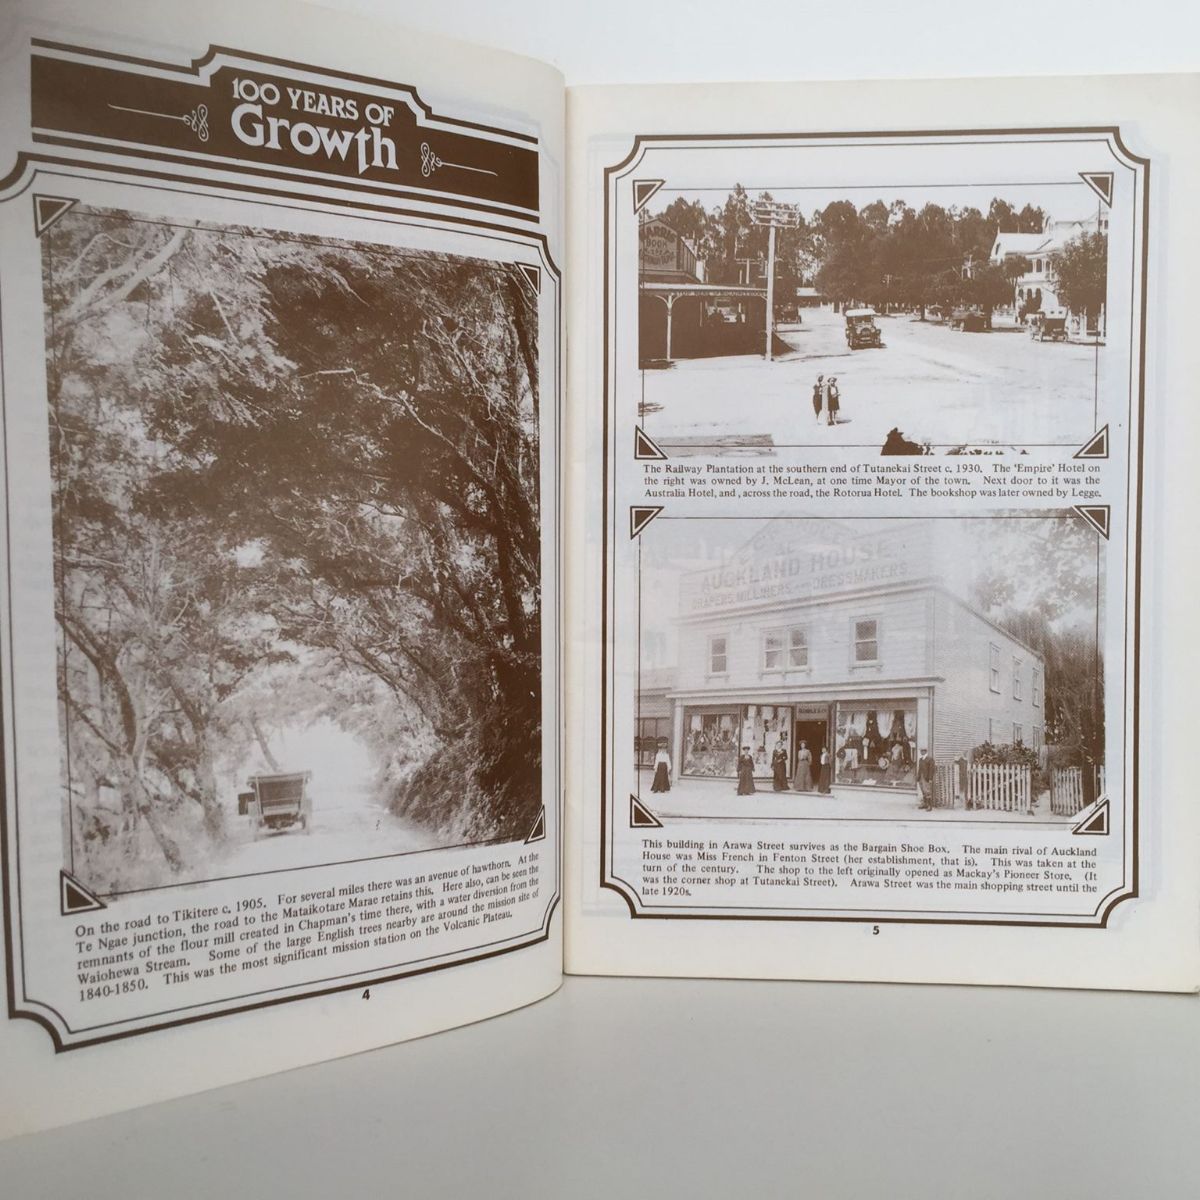 100 YEARS OF
Growth
On the road to Tikitere c. 1905. For several miles there was an avenue of hawthorn. At the
Te Ngae junction, the road to the Mataikotare Marae retains this. Here also, can be seen the
remnants of the flour mill created in Chapman's time there, with a water diversion from the
Waiohewa Stream. Some of the large English trees nearby are around the mission site of
1840-1850. This was the most significant mission station on the Volcanic Plateau.
4
BOOK
The Railway Plantation at the southern end of Tutanekai Street c. 1930. The 'Empire' Hotel on
the right was owned by J. McLean, at one time Mayor of the town. Next door to it was the
Australia Hotel, and, across the road, the Rotorua Hotel. The bookshop was later owned by Legge.
AUCKLAND HOUSE
DRAPERS, MILLINERS AND DRESSMAKERS
This building in Arawa Street survives as the Bargain Shoe Box. The main rival of Auckland
House was Miss French in Fenton Street (her establishment, that is). This was taken at the
turn of the century. The shop to the left originally opened as Mackay's Pioneer Store. (It
was the corner shop at Tutanekai Street). Arawa Street was the main shopping street until the
late 1920s.
5